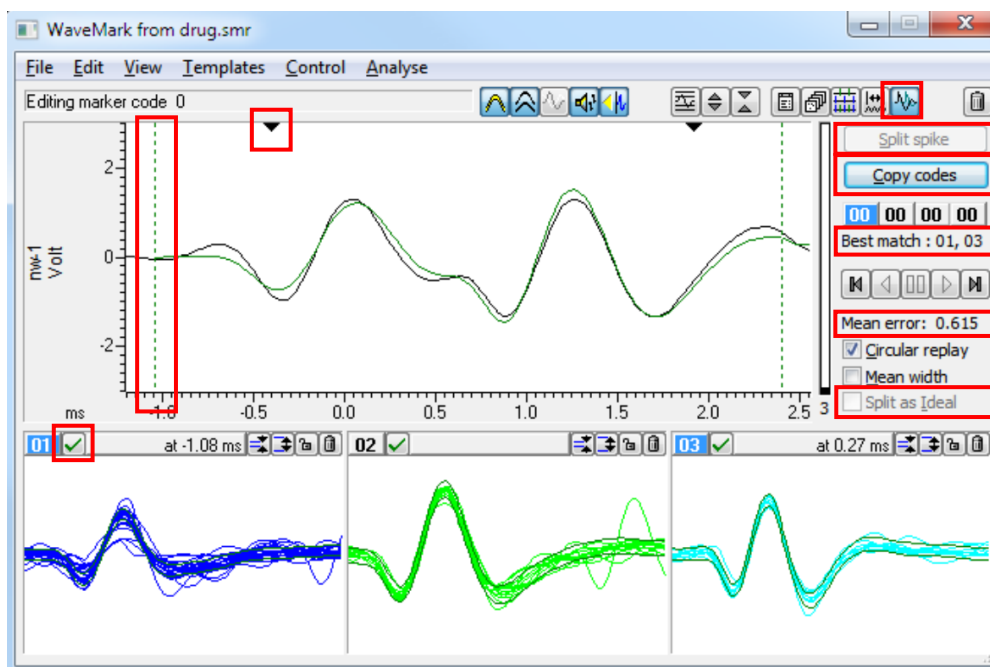 WaveMark from drug.smr
File Edit View Templates Control Analyse
Editing marker code 0
Split spike
Copy codes
00 00 00 00
Best match : 01, 03
Mean error: 0.615
Circular replay
Mean width
Split as Ideal
nw-1
Volt
2
0
-2
ms -1.0 -0.5 0.0 0.5 1.0 1.5 2.0 2.5 3
01 at -1.08 ms
02
03 at 0.27 ms